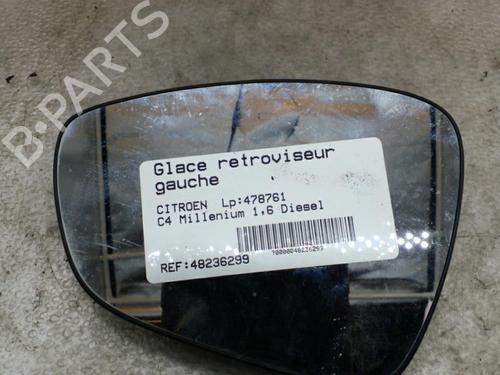 B-PARTS
Glace retroviseur
gauche
CITROEN Lp:478761
C4 Millenium 1,6 Diesel
REF:48236299